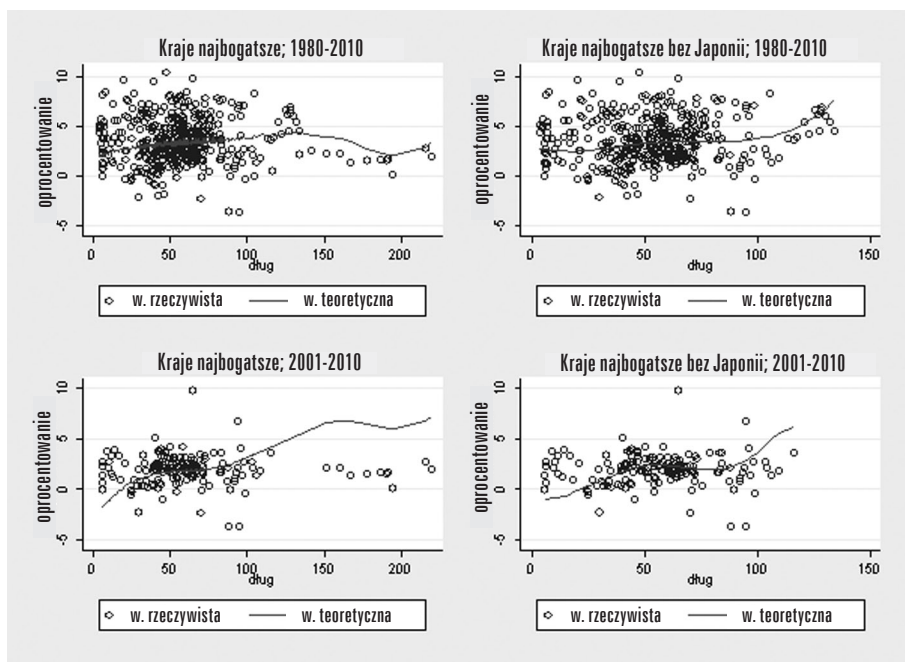 Kraje najbogatsze; 1980-2010
oprocentowanie
10
5
0
-5
0 50 100 150 200
dług
w. rzeczywista w. teoretyczna
Kraje najbogatsze bez Japonii; 1980-2010
oprocentowanie
10
5
0
-5
0 50 100 150
dług
w. rzeczywista w. teoretyczna
Kraje najbogatsze; 2001-2010
oprocentowanie
10
5
0
-5
0 50 100 150 200
dług
w. rzeczywista w. teoretyczna
Kraje najbogatsze bez Japonii; 2001-2010
oprocentowanie
10
5
0
-5
0 50 100 150
dług
w. rzeczywista w. teoretyczna